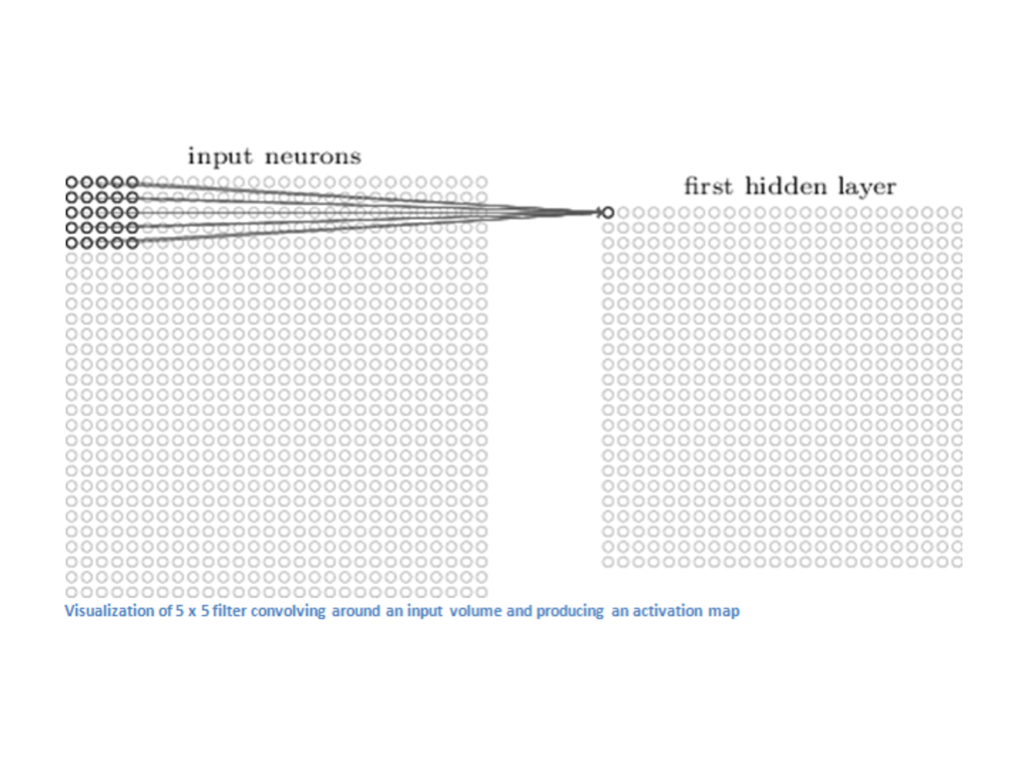 input neurons
first hidden layer
Visualization of 5 x 5 filter convolving around an input volume and producing an activation map